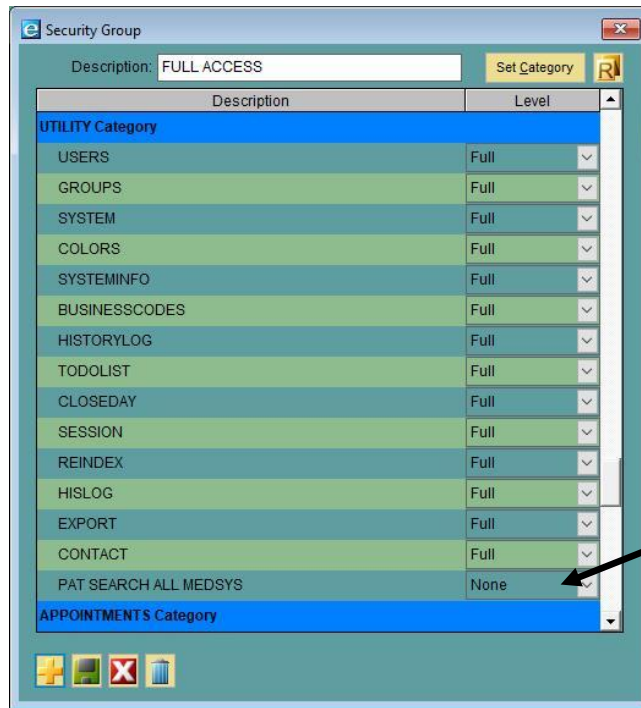 Security Group
Description: FULL ACCESS Set Category R
Description Level
UTILITY Category
USERS Full
GROUPS Full
SYSTEM Full
COLORS Full
SYSTEMINFO Full
BUSINESSCODES Full
HISTORYLOG Full
TODOLIST Full
CLOSEDAY Full
SESSION Full
REINDEX Full
HISLOG Full
EXPORT Full
CONTACT Full
PAT SEARCH ALL MEDSYS None
APPOINTMENTS Category